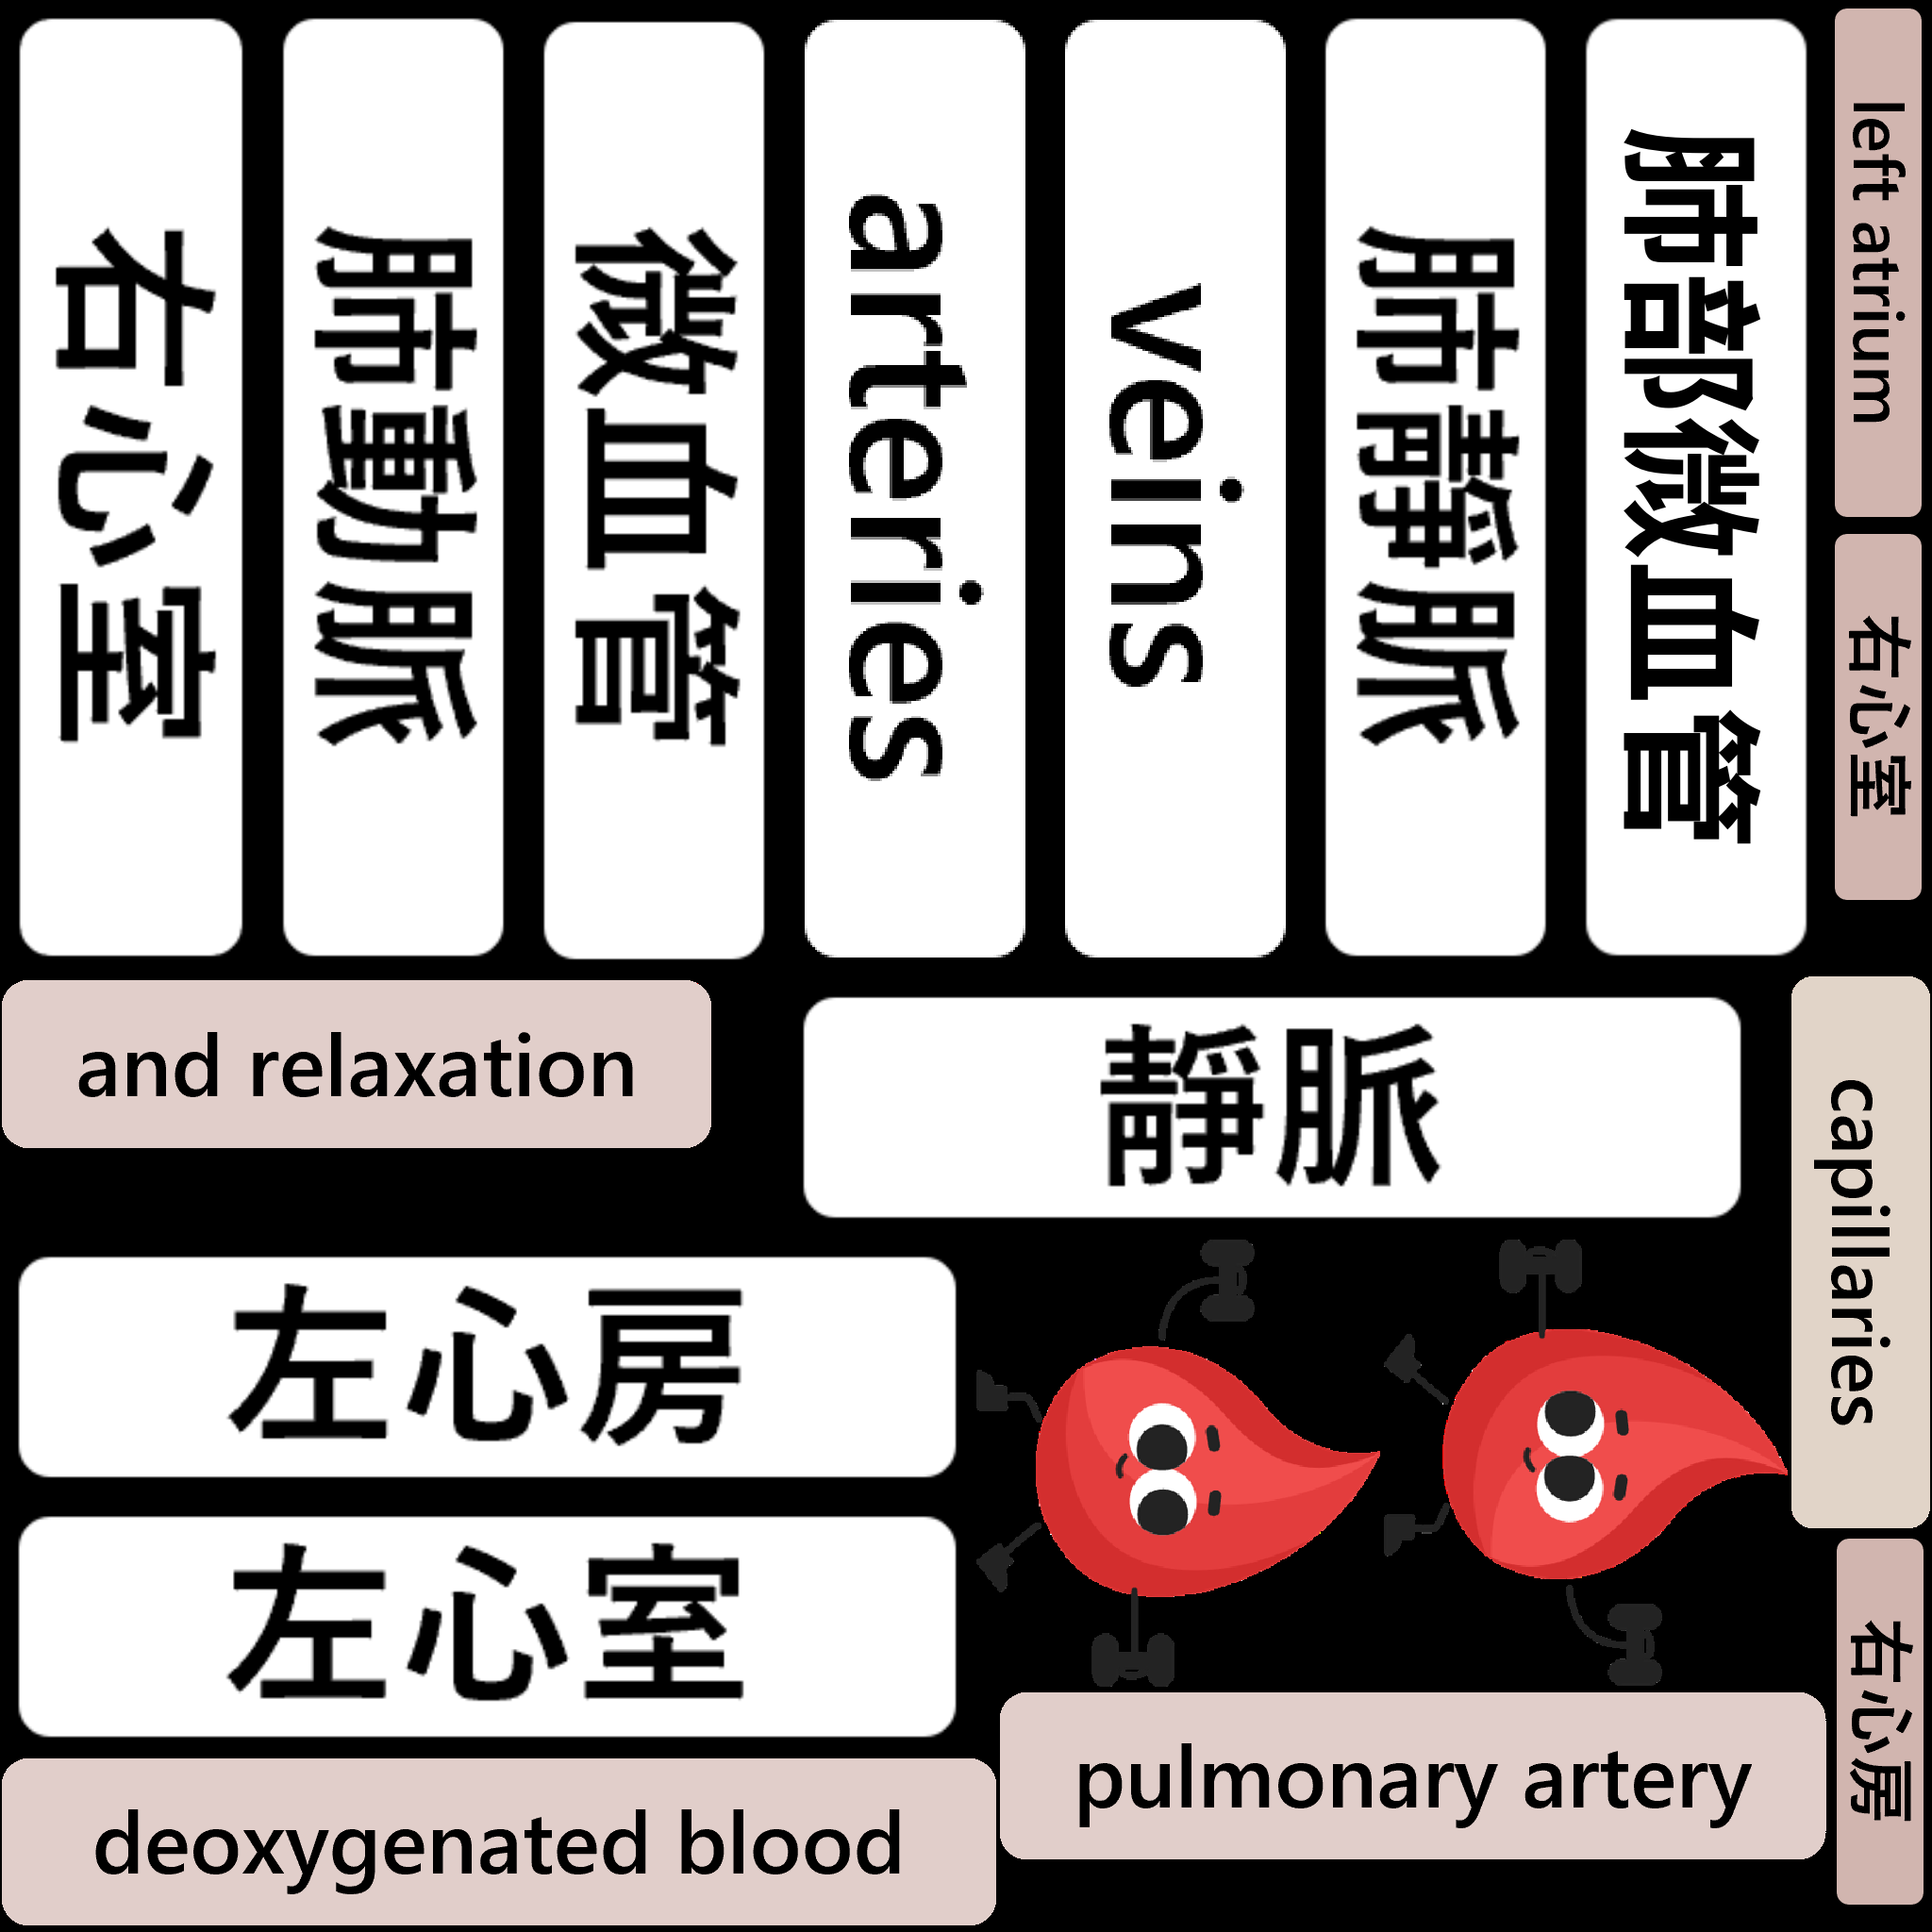 右心室
肺動脈
微血管
arteries
veins
肺靜脈
肺部微血管
left atrium
右心室
and relaxation
靜脈
capillaries
左心房
左心室
右心房
pulmonary artery
deoxygenated blood